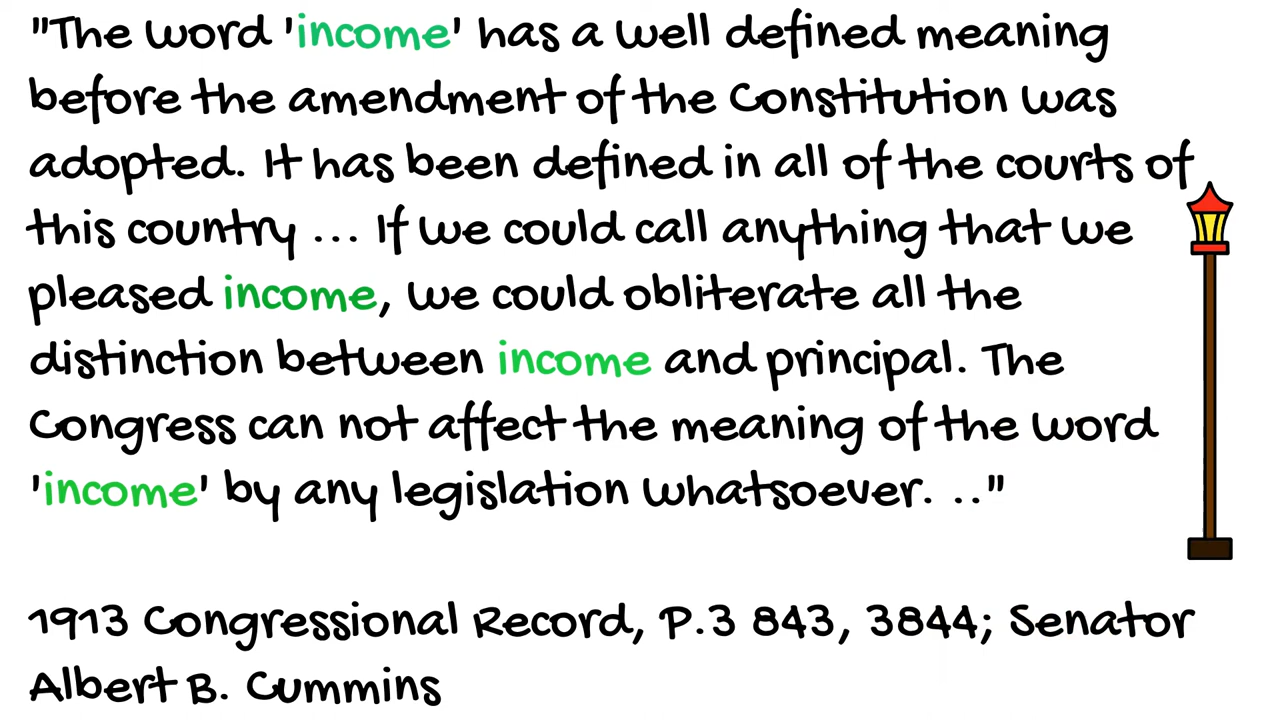 "The word 'income' has a well defined meaning
before the amendment of the Constitution was
adopted. It has been defined in all of the courts of
this country ... If we could call anything that we
pleased income, we could obliterate all the
distinction between income and principal. The
Congress can not affect the meaning of the word
'income' by any legislation whatsoever. .."
1913 Congressional Record, P.3 843, 3844; Senator
Albert B. Cummins